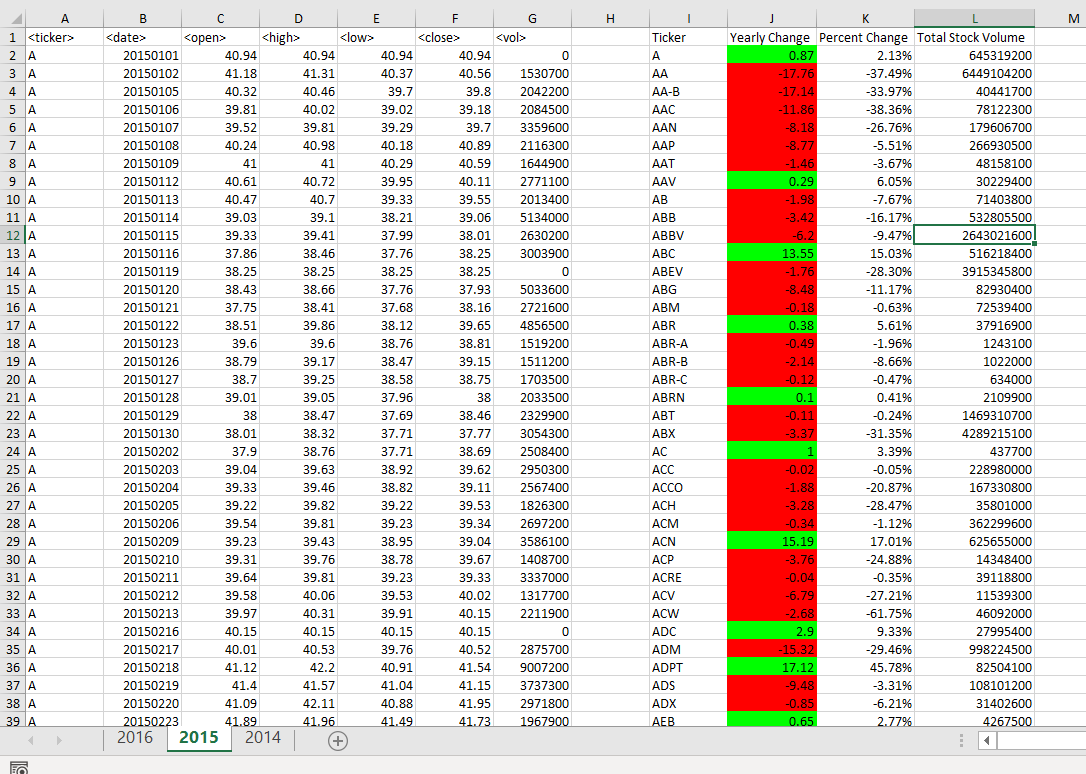 A B C D E F G H I J K L M
1 <ticker> <date> <open> <high> <low> <close> <vol> Ticker Yearly Change Percent Change Total Stock Volume
2 A 20150101 40.94 40.94 40.94 40.94 0 A 0.87 2.13% 645319200
3 A 20150102 41.18 41.31 40.37 40.56 1530700 AA -17.76 -37.49% 6449104200
4 A 20150105 40.32 40.46 39.7 39.8 2042200 AA-B -17.14 -33.97% 40441700
5 A 20150106 39.81 40.02 39.02 39.18 2084500 AAC -11.86 -38.36% 78122300
6 A 20150107 39.52 39.81 39.29 39.7 3359600 AAN -8.18 -26.76% 179606700
7 A 20150108 40.24 40.98 40.18 40.89 2116300 AAP -8.77 -5.51% 266930500
8 A 20150109 41 41 40.29 40.59 1644900 AAT -1.46 -3.67% 48158100
9 A 20150112 40.61 40.72 39.95 40.11 2771100 AAV 0.29 6.05% 30229400
10 A 20150113 40.47 40.7 39.33 39.55 2013400 AB -1.98 -7.67% 71403800
11 A 20150114 39.03 39.1 38.21 39.06 5134000 ABB -3.42 -16.17% 532805500
12 A 20150115 39.33 39.41 37.99 38.01 2630200 ABBV -6.2 -9.47% 2643021600
13 A 20150116 37.86 38.46 37.76 38.25 3003900 ABC 13.55 15.03% 516218400
14 A 20150119 38.25 38.25 38.25 38.25 0 ABEV -1.76 -28.30% 3915345800
15 A 20150120 38.43 38.66 37.76 37.93 5033600 ABG -8.48 -11.17% 82930400
16 A 20150121 37.75 38.41 37.68 38.16 2721600 ABM -0.18 -0.63% 72539400
17 A 20150122 38.51 39.86 38.12 39.65 4856500 ABR 0.38 5.61% 37916900
18 A 20150123 39.6 39.6 38.76 38.81 1519200 ABR-A -0.49 -1.96% 1243100
19 A 20150126 38.79 39.17 38.47 39.15 1511200 ABR-B -2.14 -8.66% 1022000
20 A 20150127 38.7 39.25 38.58 38.75 1703500 ABR-C -0.12 -0.47% 634000
21 A 20150128 39.01 39.05 37.96 38 2033500 ABRN 0.1 0.41% 2109900
22 A 20150129 38 38.47 37.69 38.46 2329900 ABT -0.11 -0.24% 1469310700
23 A 20150130 38.01 38.32 37.71 37.77 3054300 ABX -3.37 -31.35% 4289215100
24 A 20150202 37.9 38.76 37.71 38.69 2508400 AC 1 3.39% 437700
25 A 20150203 39.04 39.63 38.92 39.62 2950300 ACC -0.02 -0.05% 228980000
26 A 20150204 39.33 39.46 38.82 39.11 2567400 ACCO -1.88 -20.87% 167330800
27 A 20150205 39.22 39.82 39.22 39.53 1826300 ACH -3.28 -28.47% 35801000
28 A 20150206 39.54 39.81 39.23 39.34 2697200 ACM -0.34 -1.12% 362299600
29 A 20150209 39.23 39.43 38.95 39.04 3586100 ACN 15.19 17.01% 625655000
30 A 20150210 39.31 39.76 38.78 39.67 1408700 ACP -3.76 -24.88% 14348400
31 A 20150211 39.64 39.81 39.23 39.33 3337000 ACRE -0.04 -0.35% 39118800
32 A 20150212 39.58 40.06 39.53 40.02 1317700 ACV -6.79 -27.21% 11539300
33 A 20150213 39.97 40.31 39.91 40.15 2211900 ACW -2.68 -61.75% 46092000
34 A 20150216 40.15 40.15 40.15 40.15 0 ADC 2.9 9.33% 27995400
35 A 20150217 40.01 40.53 39.76 40.52 2875700 ADM -15.32 -29.46% 998224500
36 A 20150218 41.12 42.2 40.91 41.54 9007200 ADPT 17.12 45.78% 82504100
37 A 20150219 41.4 41.57 41.04 41.15 3737300 ADS -9.48 -3.31% 108101200
38 A 20150220 41.09 42.11 40.88 41.95 2971800 ADX -0.85 -6.21% 31402600
39 A 20150223 41.89 41.96 41.49 41.73 1967900 AEB 0.65 2.77% 4267500
2016 2015 2014